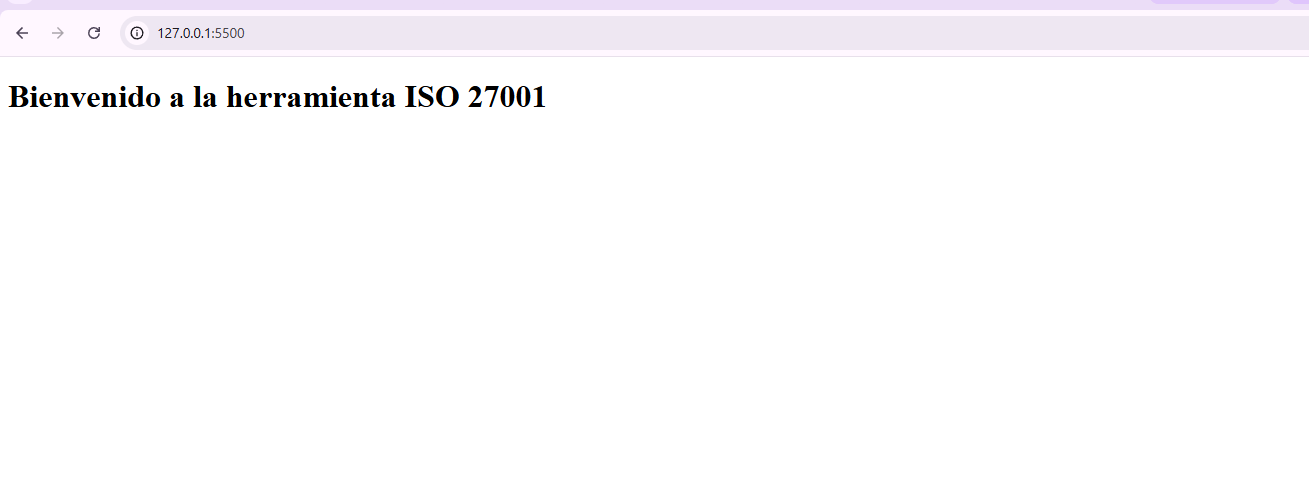 127.0.0.1:5500
Bienvenido a la herramienta ISO 27001